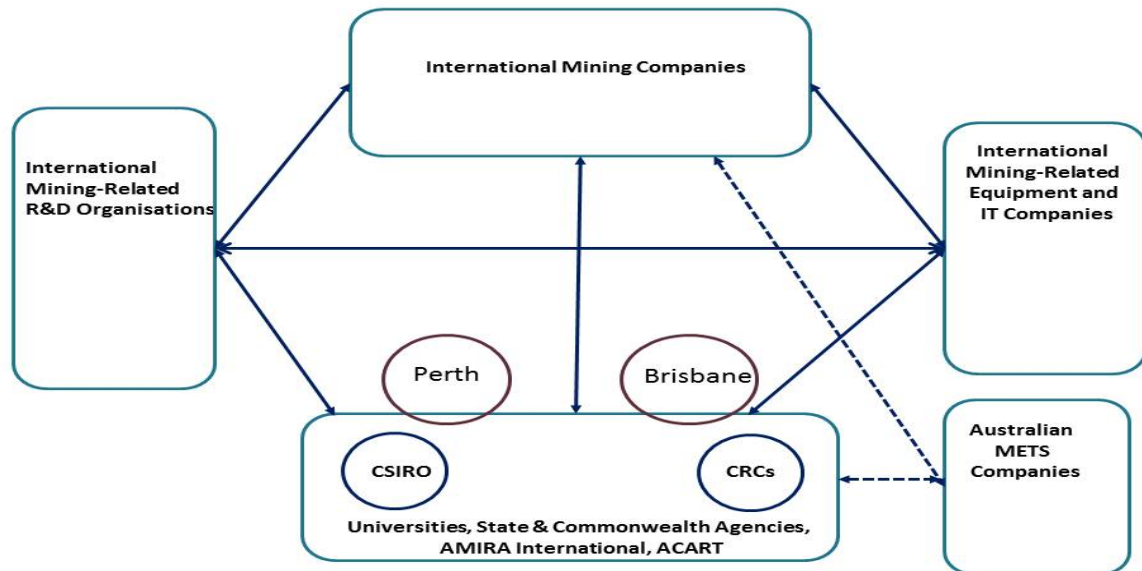 International Mining Companies
International
Mining-Related
R&D Organisations
International
Mining-Related
Equipment and
IT Companies
Perth
Brisbane
CSIRO
CRCs
Universities, State & Commonwealth Agencies,
AMIRA International, ACART
Australian
METS
Companies